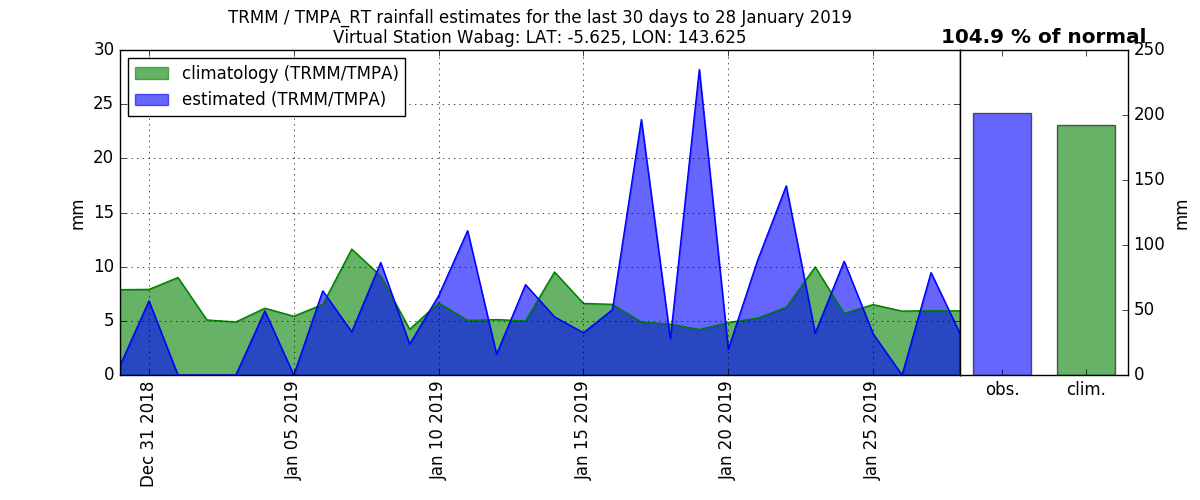 TRMM / TMPA_RT rainfall estimates for the last 30 days to 28 January 2019
Virtual Station Wabag: LAT: -5.625, LON: 143.625
104.9 % of normal
climatology (TRMM/TMPA)
estimated (TRMM/TMPA)
30
25
20
15
10
5
0
mm
Dec 31 2018
Jan 05 2019
Jan 10 2019
Jan 15 2019
Jan 20 2019
Jan 25 2019
obs.
clim.
250
200
150
100
50
0
mm